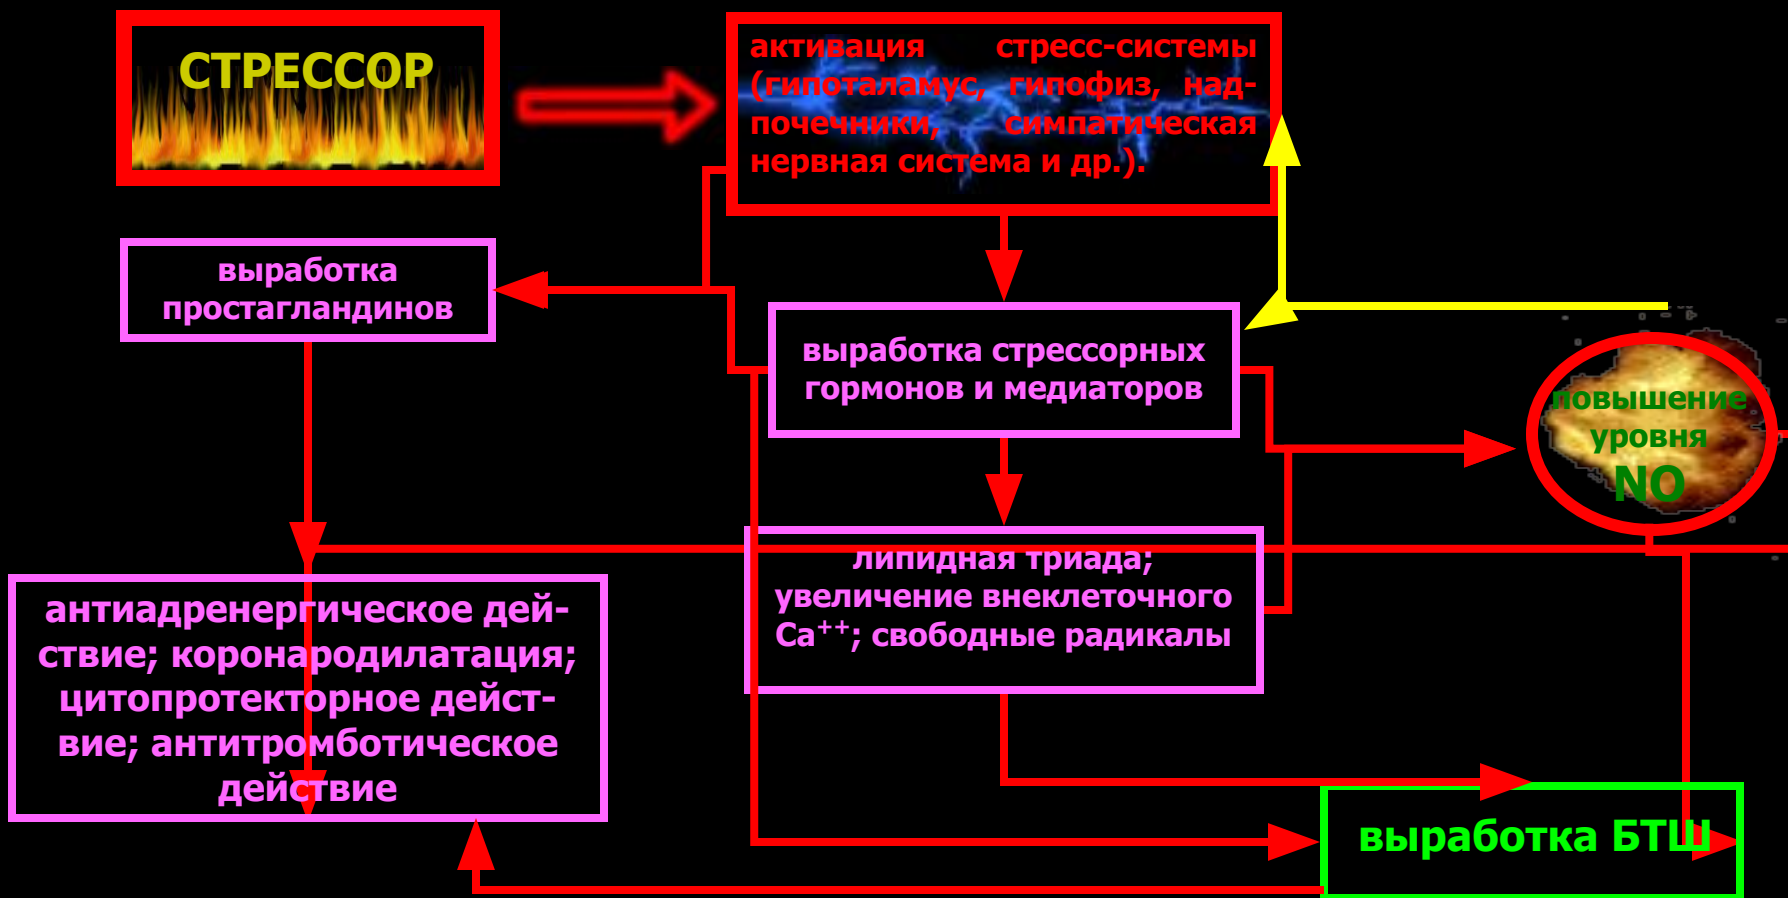 СТРЕССОР
активация стресс-системы
(гипоталамус, гипофиз, над-
почечники, симпатическая
нервная система и др.).
выработка
простагландинов
выработка стрессорных
гормонов и медиаторов
повышение
уровня
NO
липидная триада;
увеличение внеклеточного
Ca⁺⁺; свободные радикалы
антиадренергическое дей-
ствие; коронародилатация;
цитопротекторное дейст-
вие; антитромботическое
действие
выработка БТШ